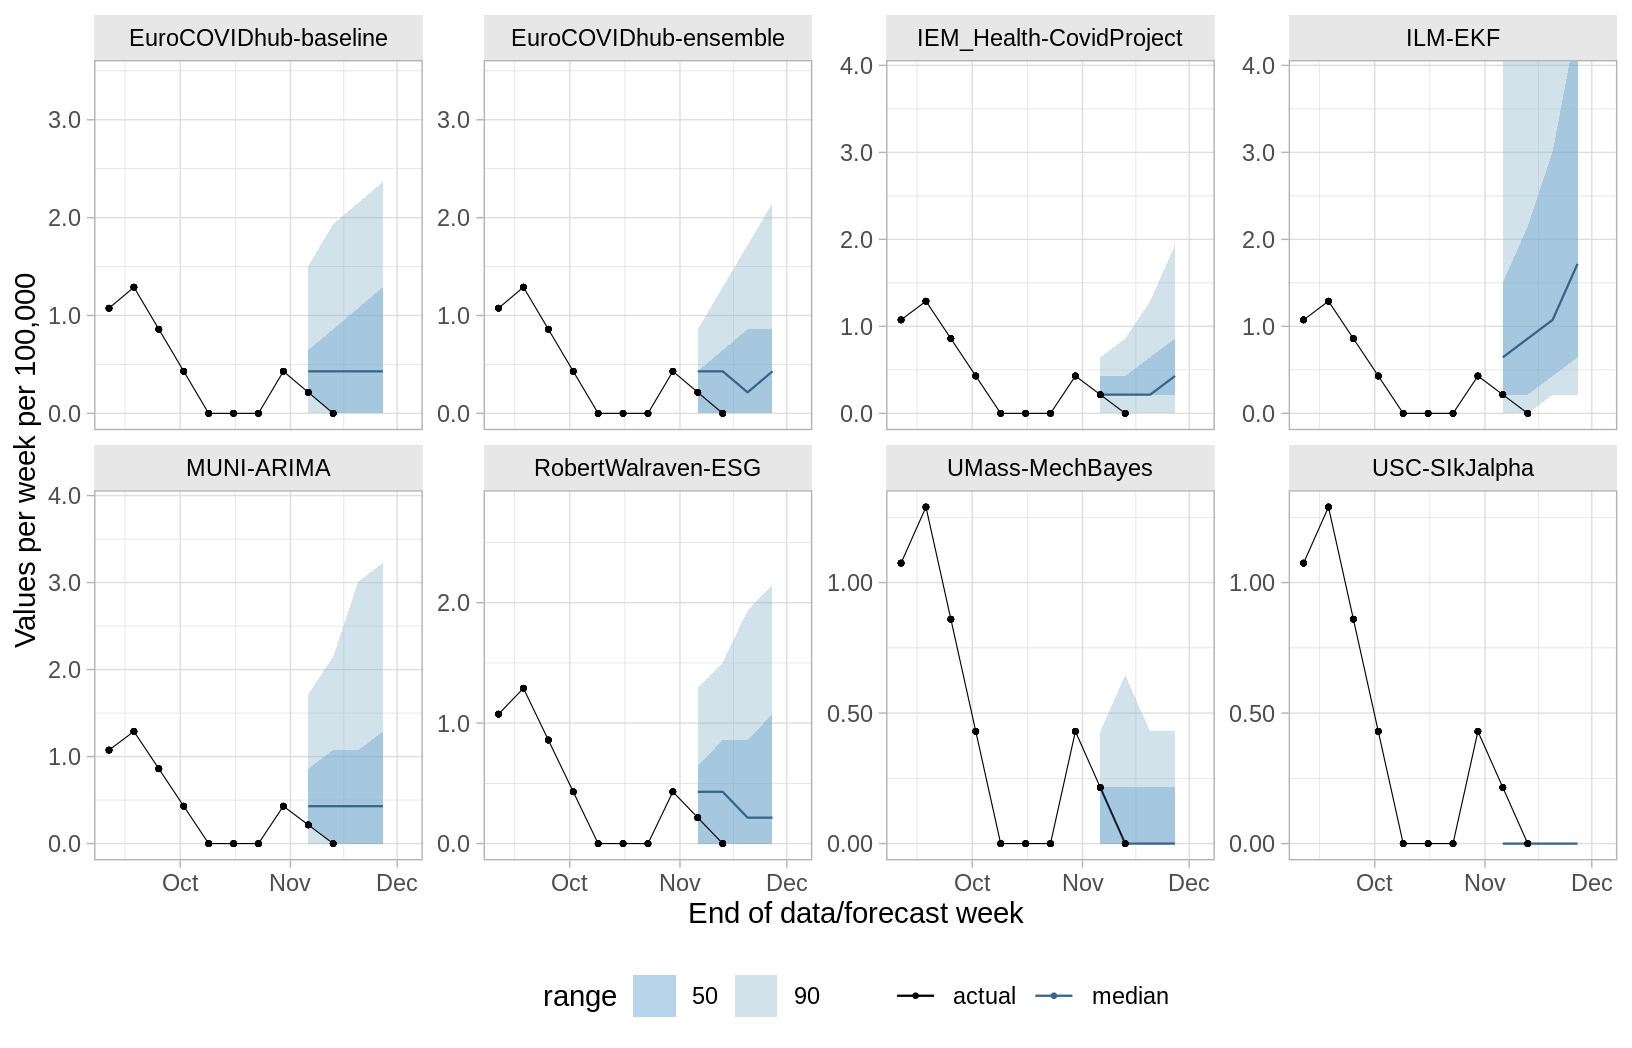 EuroCOVIDhub-baseline EuroCOVIDhub-ensemble IEM_Health-CovidProject ILM-EKF
4.0 4.0
3.0 3.0 3.0 3.0
2.0 2.0 2.0 2.0
1.0 1.0 1.0 1.0
0.0 0.0 0.0 0.0
Values per week per 100,000
MUNI-ARIMA RobertWalraven-ESG UMass-MechBayes USC-SIkJalpha
4.0
3.0 2.0 1.00 1.00
2.0 1.0 0.50 0.50
1.0
0.0 0.0 0.00 0.00
Oct Nov Dec Oct Nov Dec Oct Nov Dec Oct Nov Dec
End of data/forecast week
range 50 90 actual median